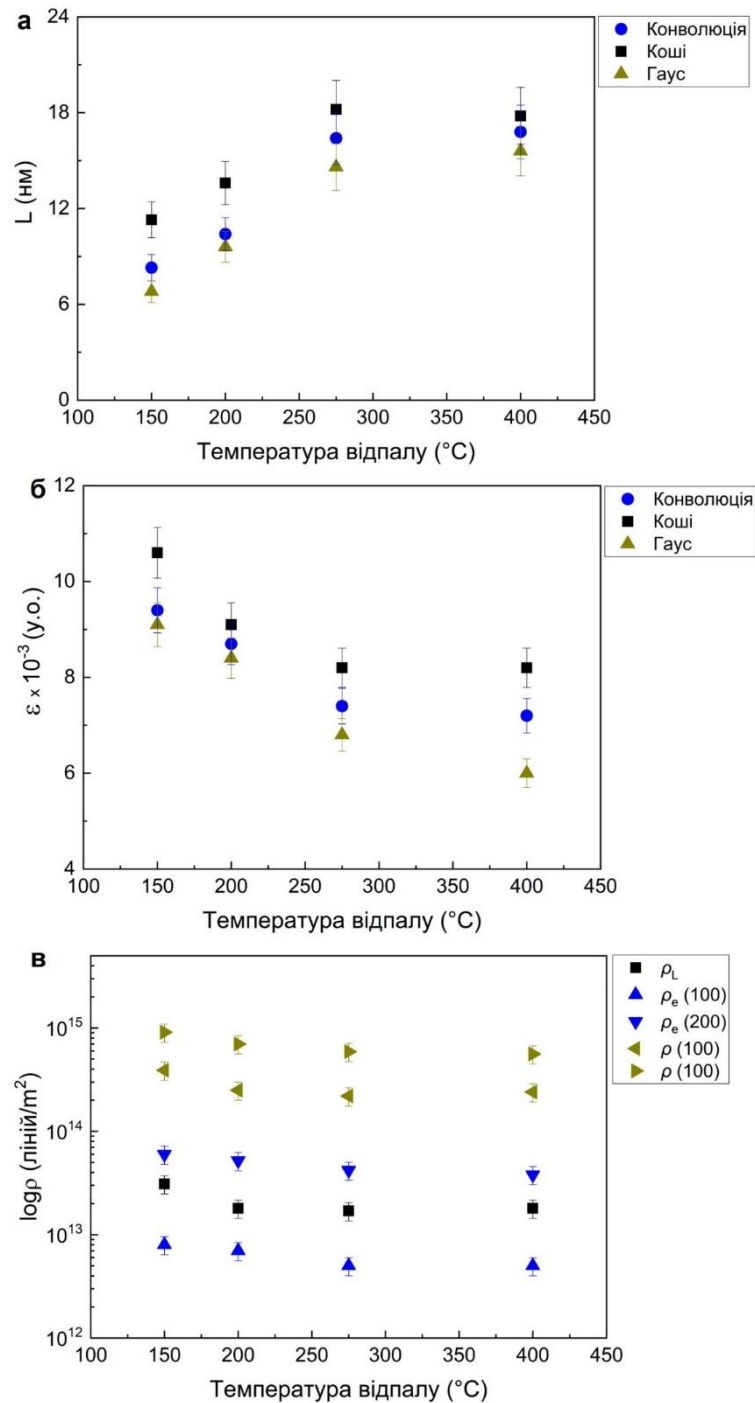 а
24
18
12
6
0
L (нм)
100 150 200 250 300 350 400 450
Температура відпалу (°C)
Конволюція
Коші
Гаус
б
12
10
8
6
4
ε x 10⁻³ (у.о.)
100 150 200 250 300 350 400 450
Температура відпалу (°C)
Конволюція
Коші
Гаус
в
10¹⁵
10¹⁴
10¹³
10¹²
logρ (ліній/m²)
100 150 200 250 300 350 400 450
Температура відпалу (°C)
ρL
ρe (100)
ρe (200)
ρ (100)
ρ (100)